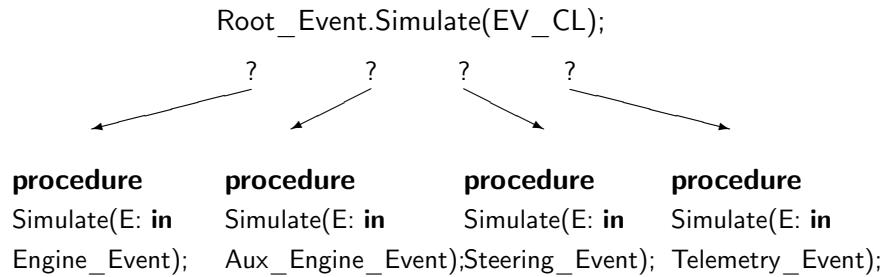 Root_Event.Simulate(EV_CL);
? ? ? ?
procedure
Simulate(E: in
Engine_Event);
procedure
Simulate(E: in
Aux_Engine_Event);
procedure
Simulate(E: in
Steering_Event);
procedure
Simulate(E: in
Telemetry_Event);